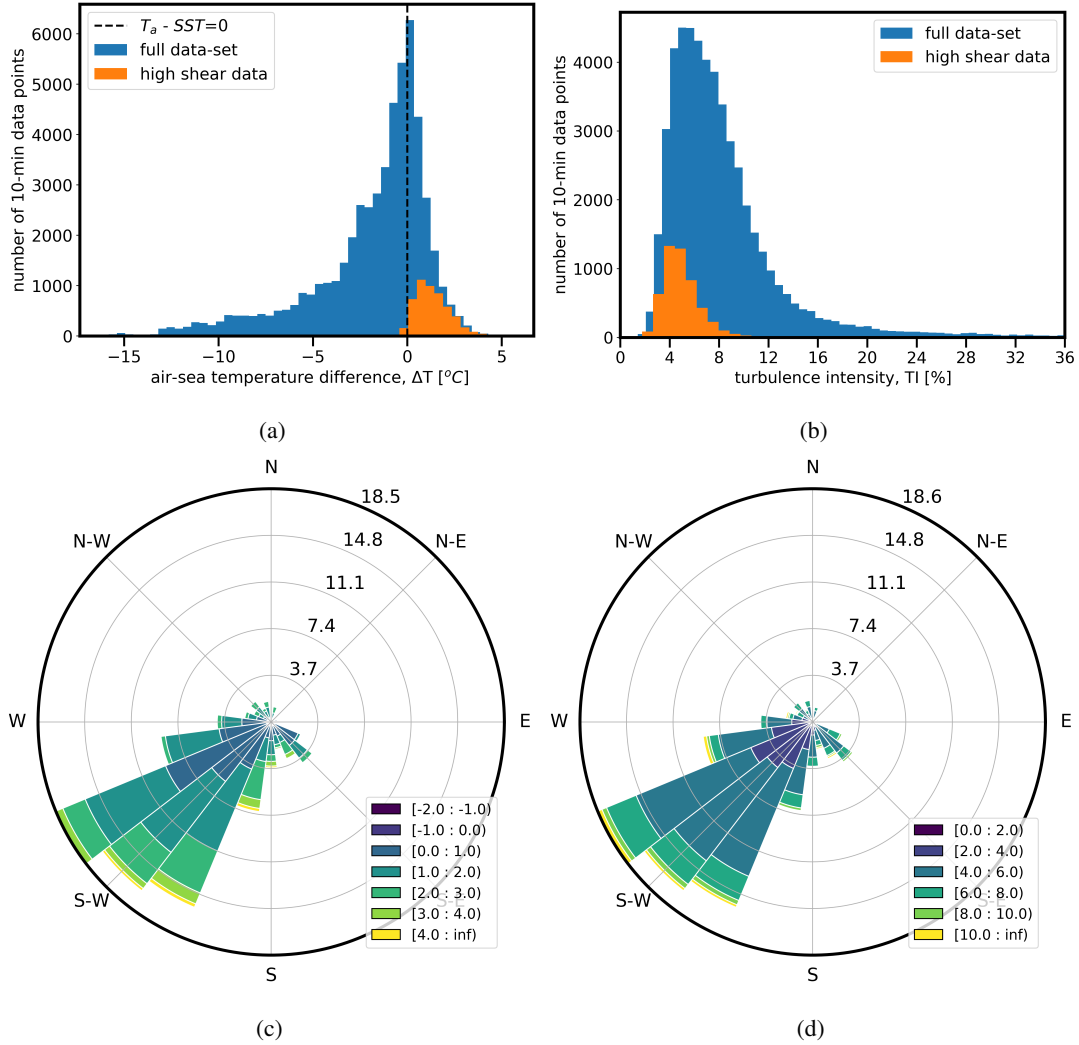 6000
5000
4000
3000
2000
1000
0
number of 10-min data points
T_a - SST=0
full data-set
high shear data
−15
−10
−5
0
5
air-sea temperature difference, ΔT [°C]
(a)
4000
3000
2000
1000
0
number of 10-min data points
full data-set
high shear data
0
4
8
12
16
20
24
28
32
36
turbulence intensity, TI [%]
(b)
N
N-W
N-E
W
E
S-W
S-E
S
18.5
14.8
11.1
7.4
3.7
[-2.0 : -1.0)
[-1.0 : 0.0)
[0.0 : 1.0)
[1.0 : 2.0)
[2.0 : 3.0)
[3.0 : 4.0)
[4.0 : inf)
(c)
N
N-W
N-E
W
E
S-W
S-E
S
18.6
14.8
11.1
7.4
3.7
[0.0 : 2.0)
[2.0 : 4.0)
[4.0 : 6.0)
[6.0 : 8.0)
[8.0 : 10.0)
[10.0 : inf)
(d)